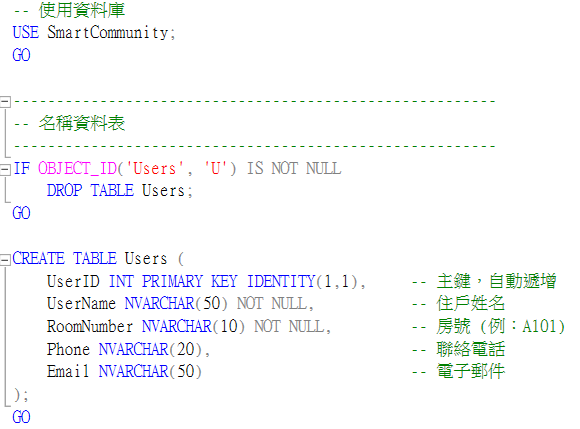 -- 使用資料庫
USE SmartCommunity;
GO
--------------------------------------------------------
-- 名稱資料表
--------------------------------------------------------
IF OBJECT_ID('Users', 'U') IS NOT NULL
DROP TABLE Users;
GO
CREATE TABLE Users (
UserID INT PRIMARY KEY IDENTITY(1,1), -- 主鍵，自動遞增
UserName NVARCHAR(50) NOT NULL, -- 住戶姓名
RoomNumber NVARCHAR(10) NOT NULL, -- 房號 (例：A101)
Phone NVARCHAR(20), -- 聯絡電話
Email NVARCHAR(50) -- 電子郵件
);
GO